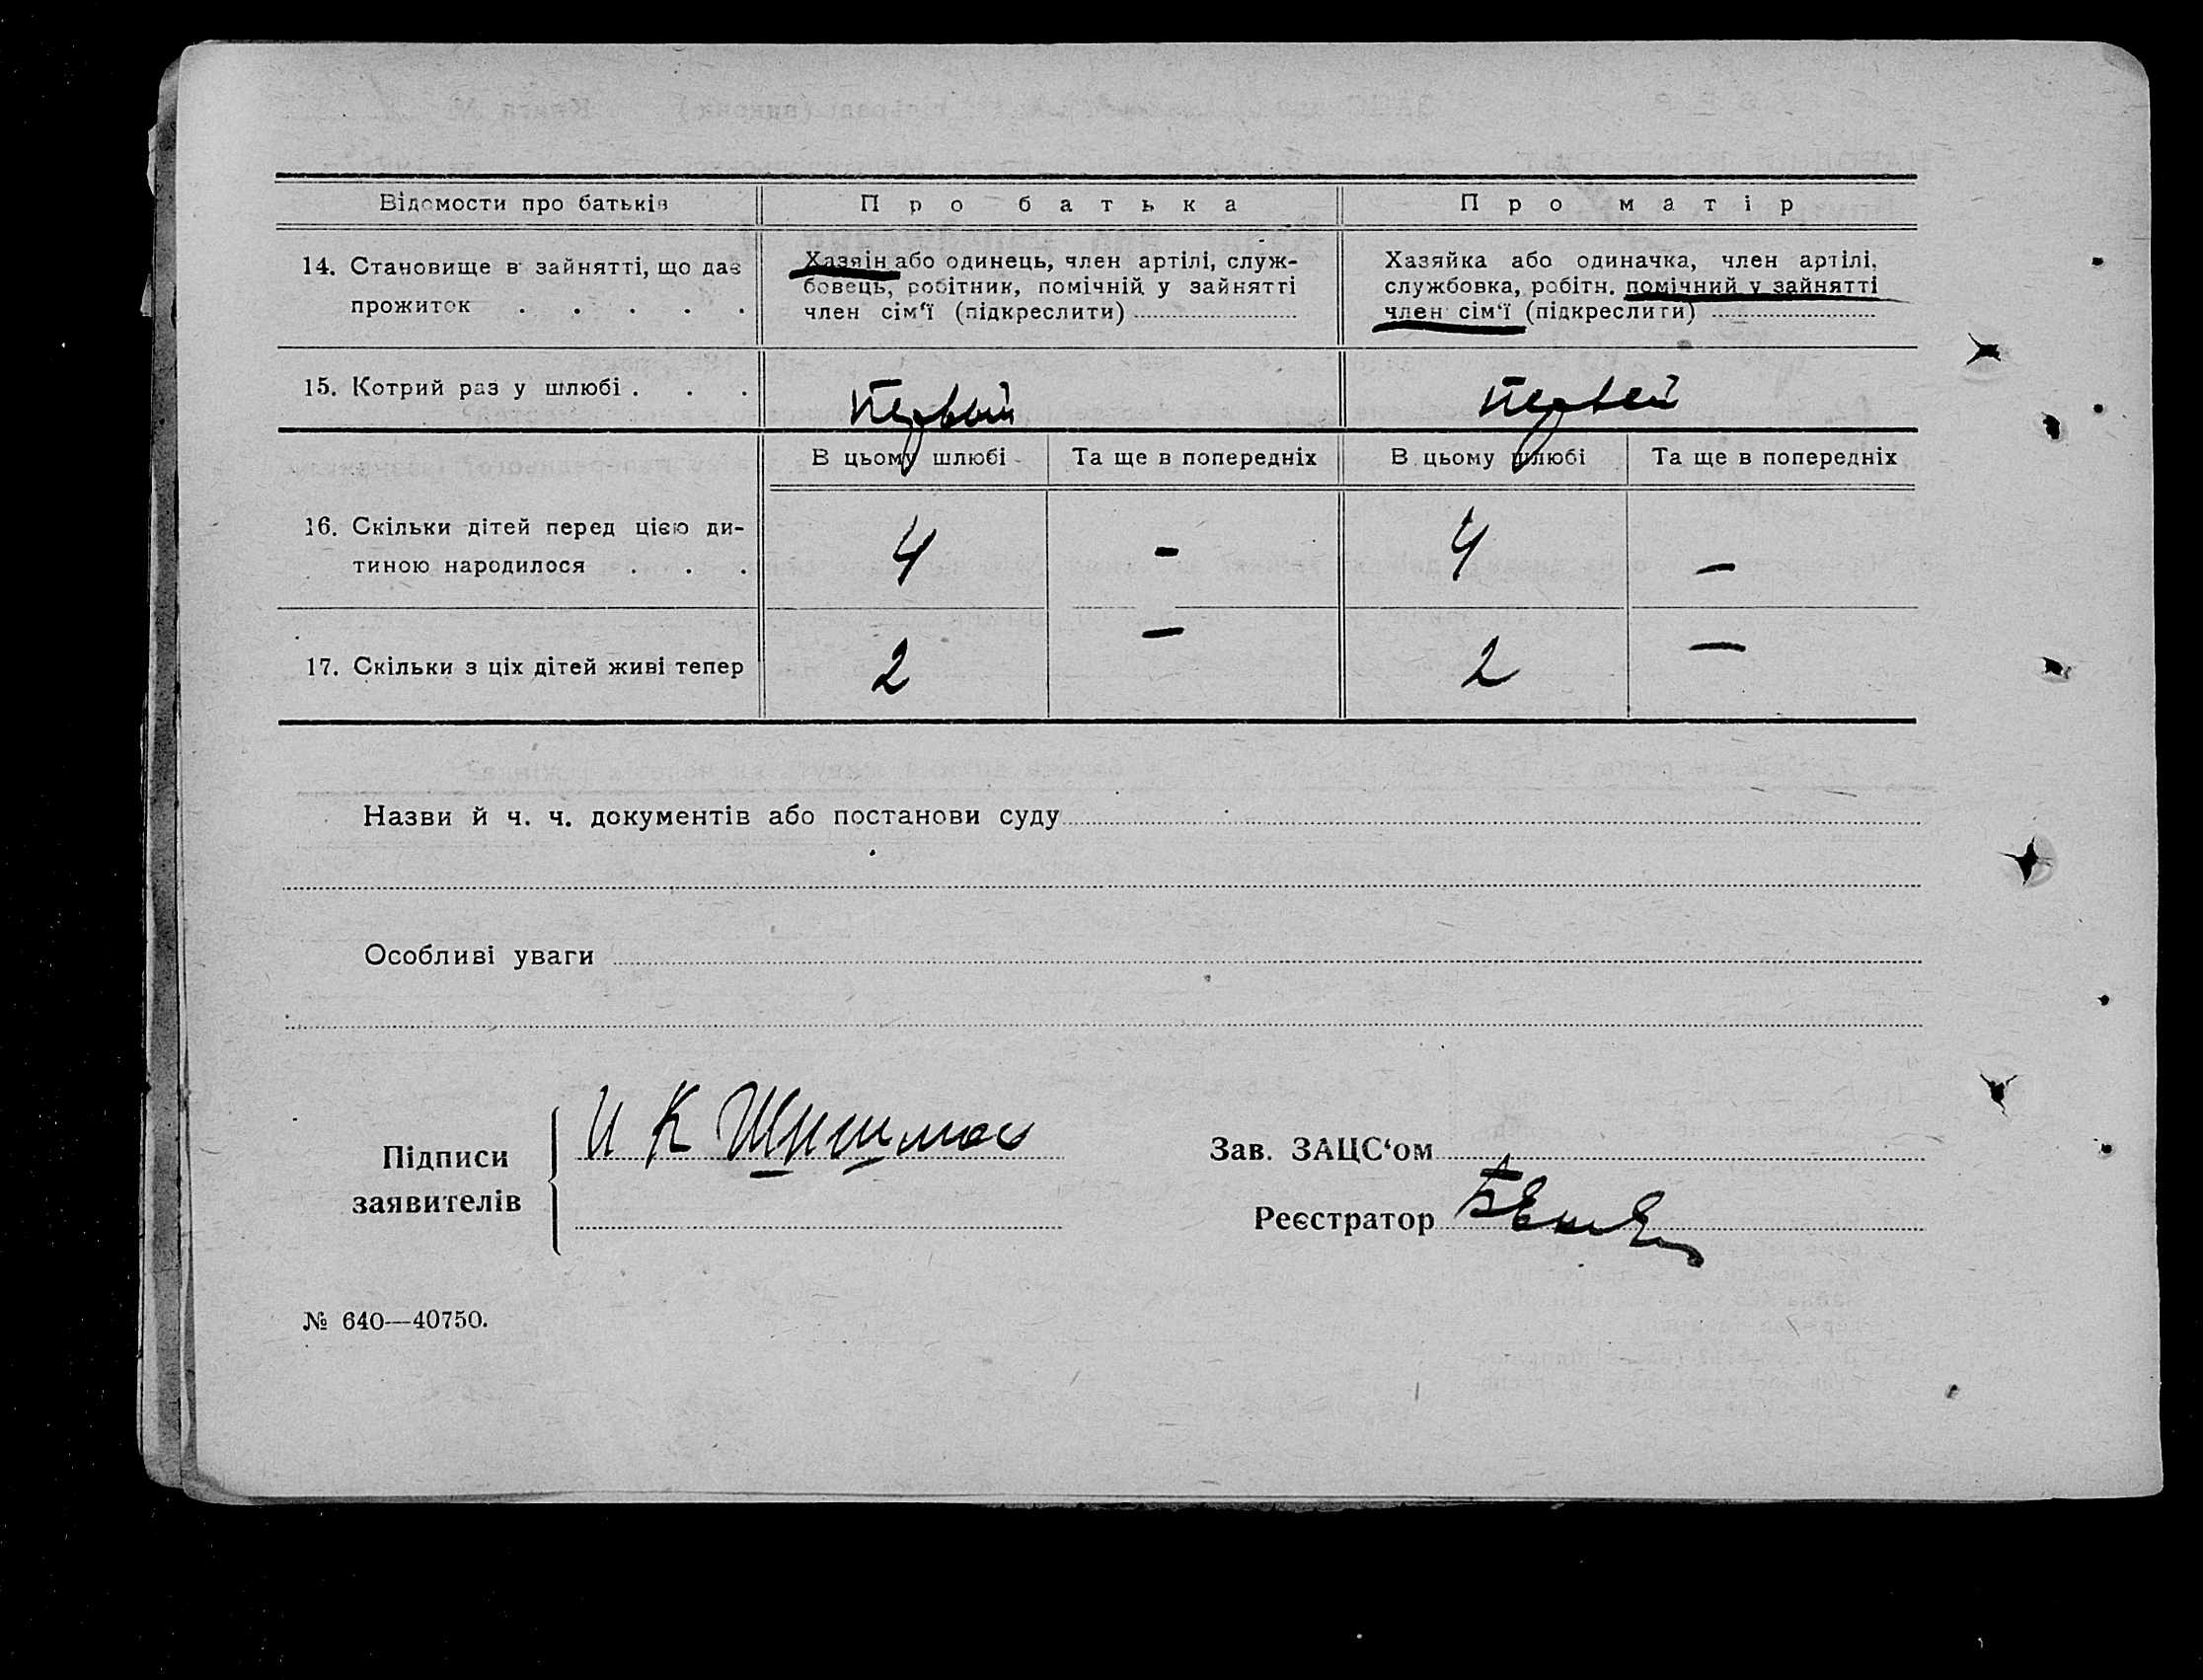 Відомости про батьків
Про батька
Про матір
14. Становище в зайнятті, що дає
прожиток . . . . .
Хазяін або одинець, член артілі, служ-
бовець, робітник, помічній у зайнятті
член сім‘ї (підкреслити)
Хазяйка або одиначка, член артілі,
службовка, робітн. помічний у зайнятті
член сім‘ї (підкреслити)
15. Котрий раз у шлюбі . . .
Первый
Первей
В цьому шлюбі
Та ще в попередніх
В цьому шлюбі
Та ще в попередніх
16. Скільки дітей перед цією ди-
тиною народилося . . .
4
–
4
–
17. Скільки з ціх дітей живі тепер
2
–
2
–
Назви й ч. ч. документів або постанови суду
Особливі уваги
Підписи
заявителів
И К
Зав. ЗАЦС‘ом
Реєстратор
№ 640—40750.